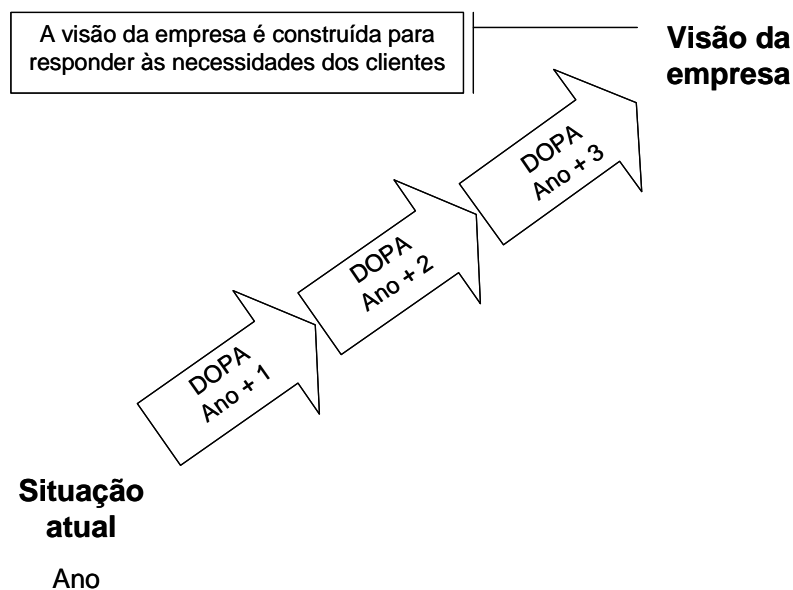 A visão da empresa é construída para
responder às necessidades dos clientes
Visão da
empresa
DOPA
Ano + 3
DOPA
Ano + 2
DOPA
Ano + 1
Situação
atual
Ano